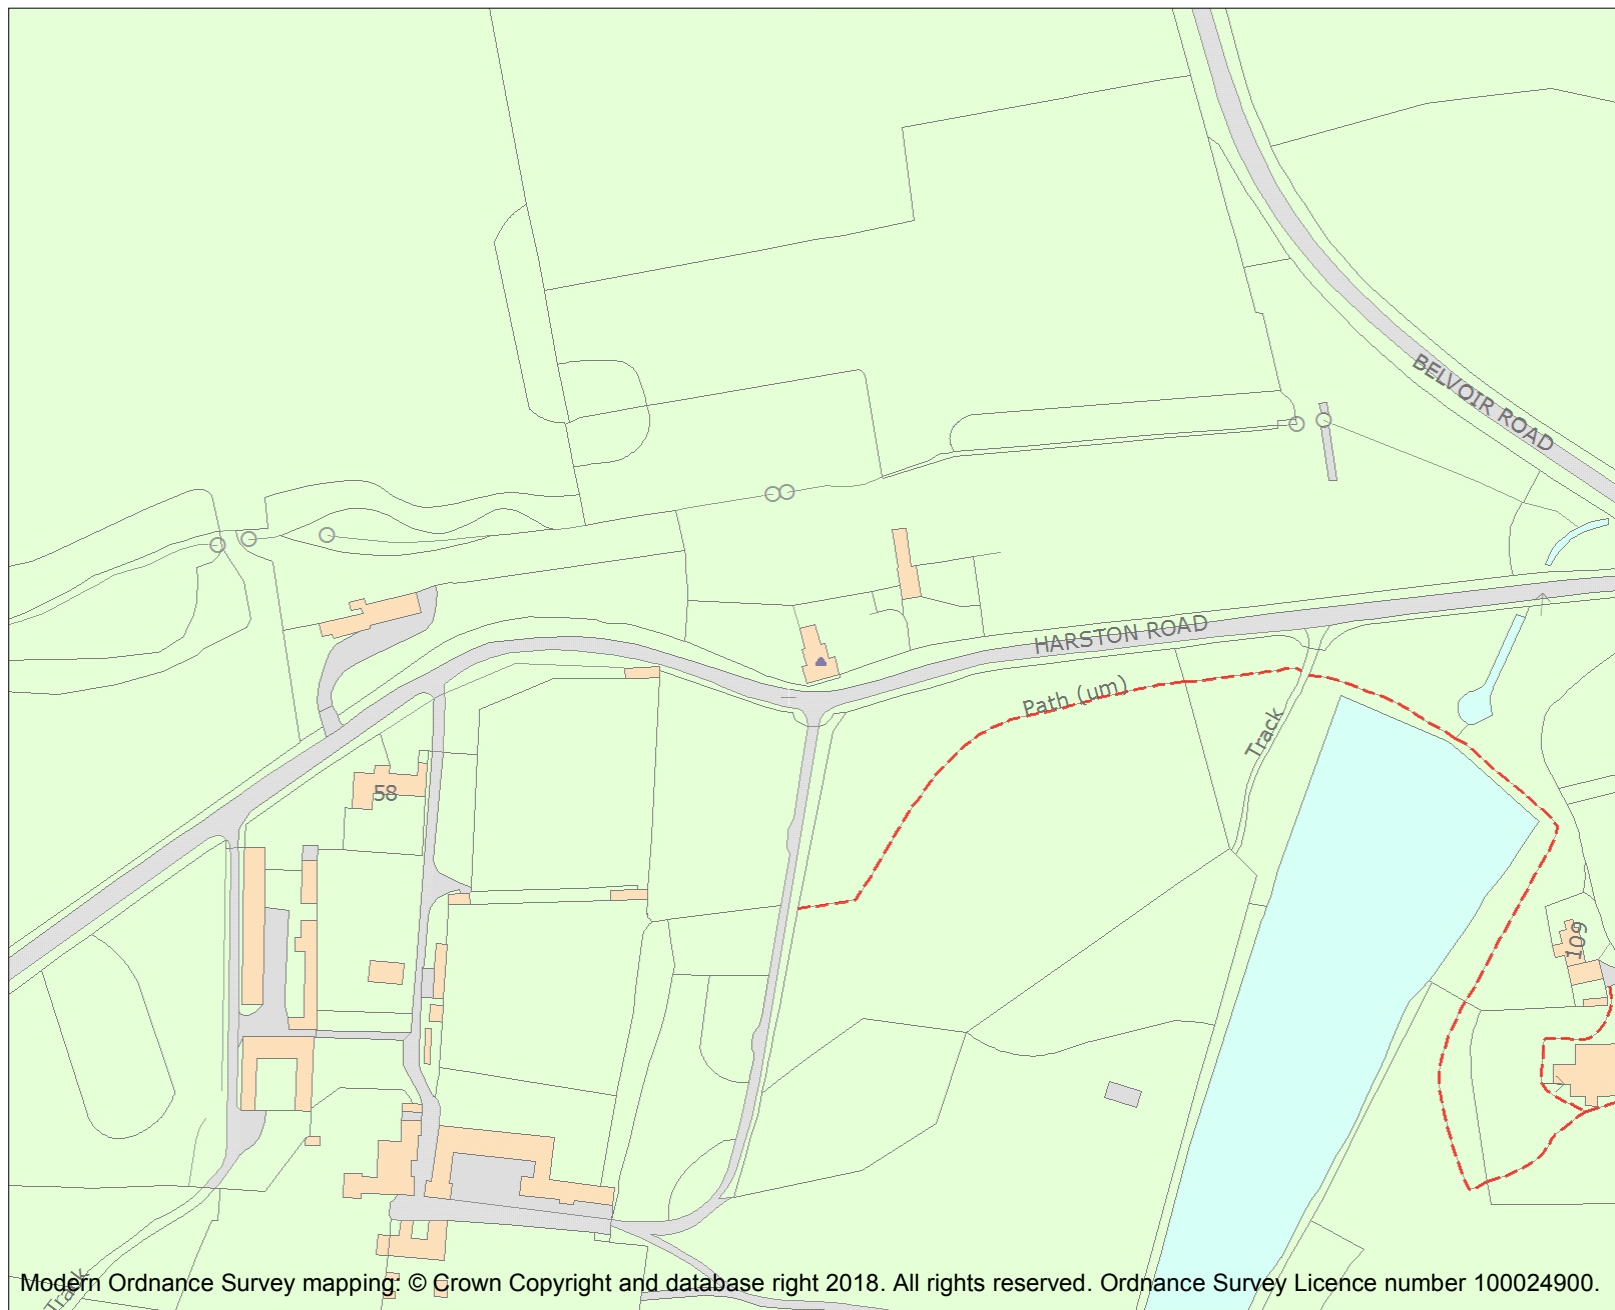 BELVOIR ROAD
HARSTON ROAD
Path (um)
Track
58
109
Track
Modern Ordnance Survey mapping: © Crown Copyright and database right 2018. All rights reserved. Ordnance Survey Licence number 100024900.